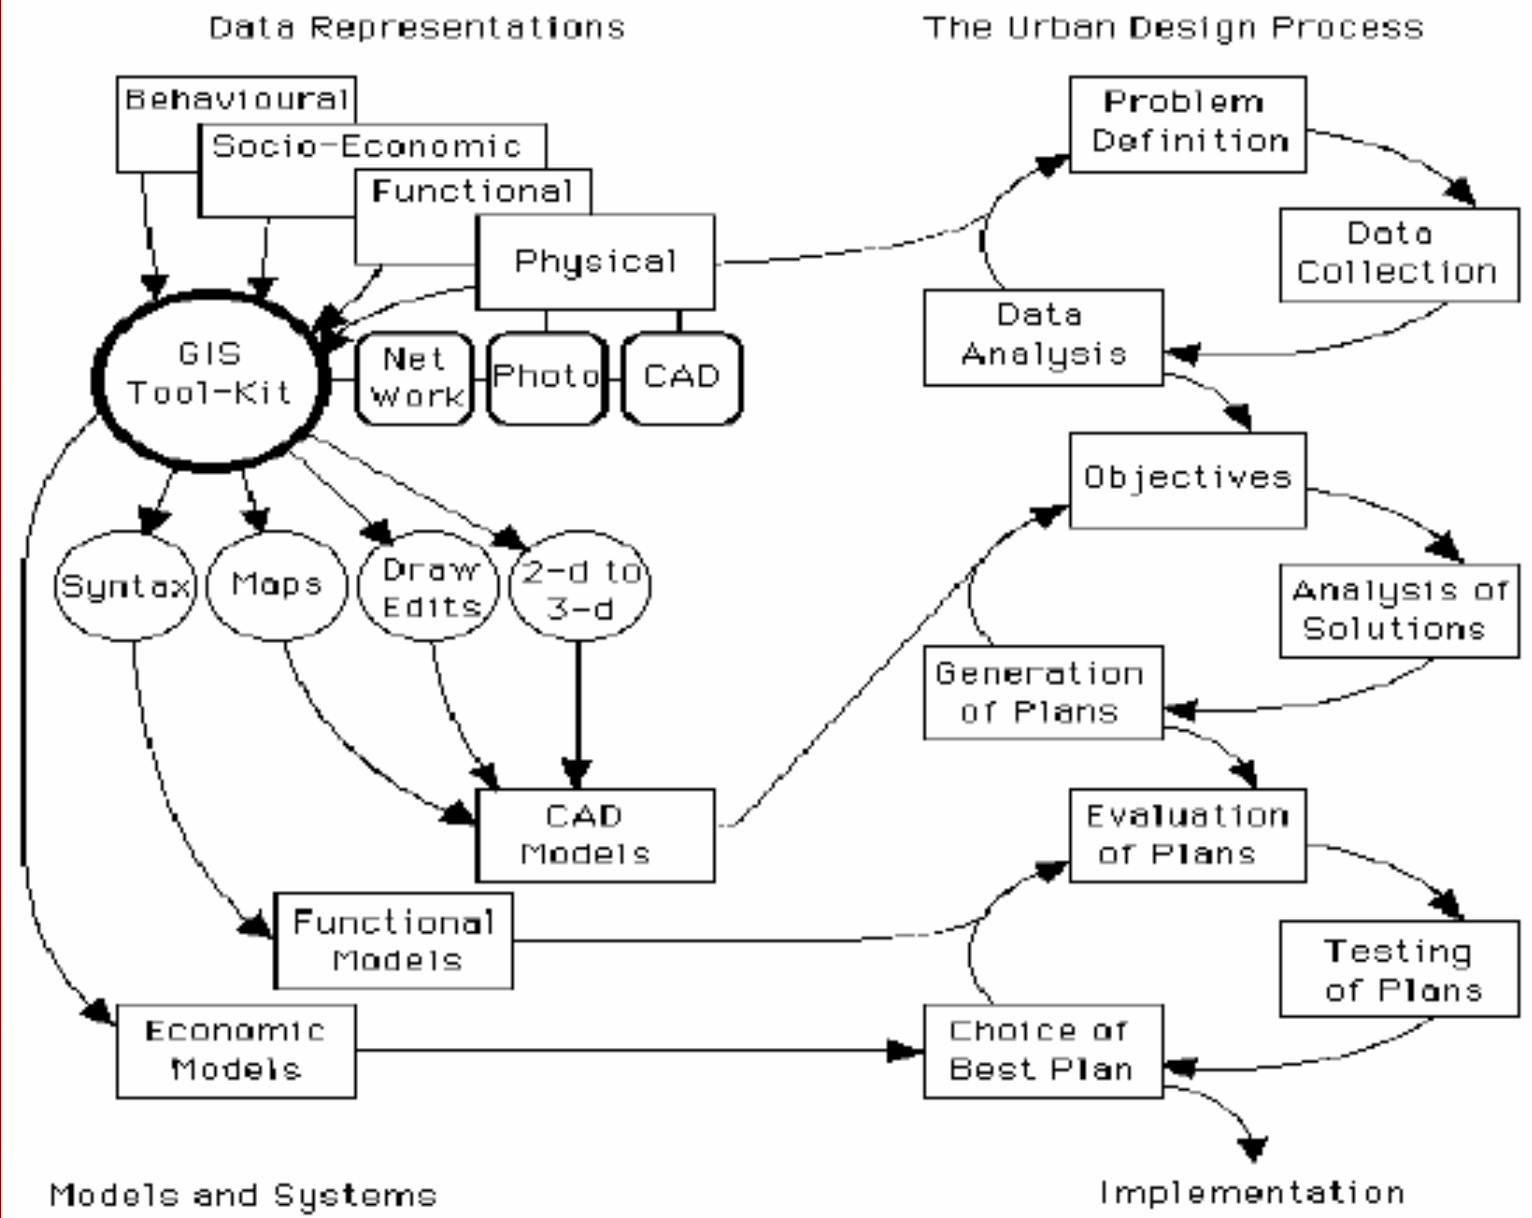 Data Representations
The Urban Design Process
Behavioural
Socio-Economic
Functional
Physical
GIS
Tool-Kit
Net
Work
Photo
CAD
Syntax
Maps
Draw
Edits
2-d to
3-d
CAD
Models
Functional
Models
Economic
Models
Models and Systems
Problem
Definition
Data
Collection
Data
Analysis
Objectives
Analysis of
Solutions
Generation
of Plans
Evaluation
of Plans
Testing
of Plans
Choice of
Best Plan
Implementation